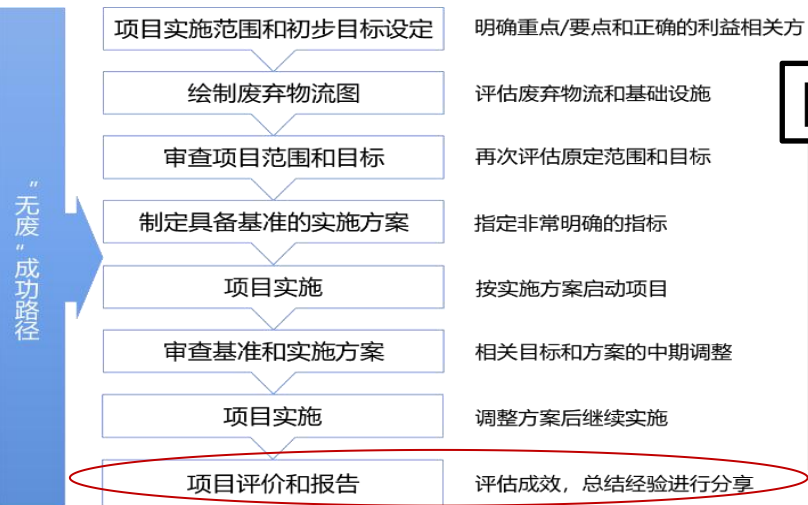 “无废“成功路径
项目实施范围和初步目标设定 明确重点/要点和正确的利益相关方
绘制废弃物流图 评估废弃物流和基础设施
审查项目范围和目标 再次评估原定范围和目标
制定具备基准的实施方案 指定非常明确的指标
项目实施 按实施方案启动项目
审查基准和实施方案 相关目标和方案的中期调整
项目实施 调整方案后继续实施
项目评价和报告 评估成效，总结经验进行分享